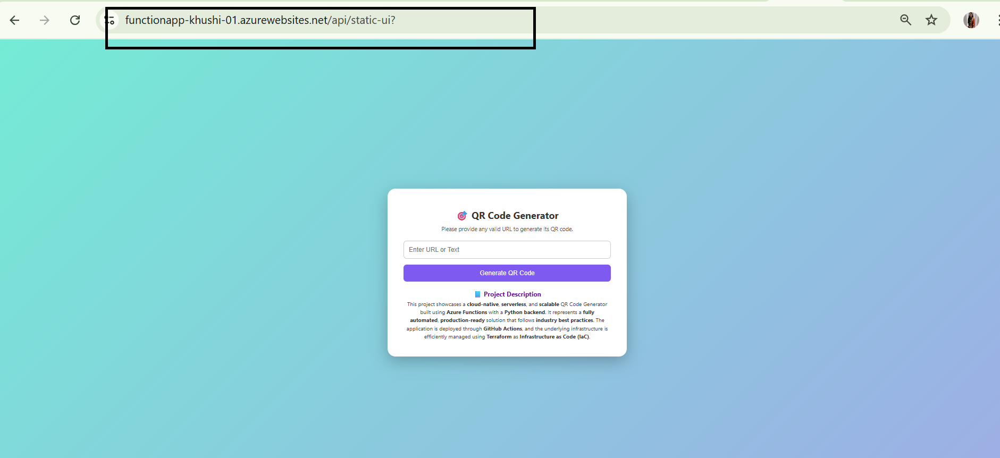 functionapp-khushi-01.azurewebsites.net/api/static-ui?
🎯 QR Code Generator
Please provide any valid URL to generate its QR code.
Enter URL or Text
Generate QR Code
📘 Project Description
This project showcases a cloud-native, serverless, and scalable QR Code Generator
built using Azure Functions with a Python backend. It represents a fully
automated, production-ready solution that follows industry best practices. The
application is deployed through GitHub Actions, and the underlying infrastructure is
efficiently managed using Terraform as Infrastructure as Code (IaC).